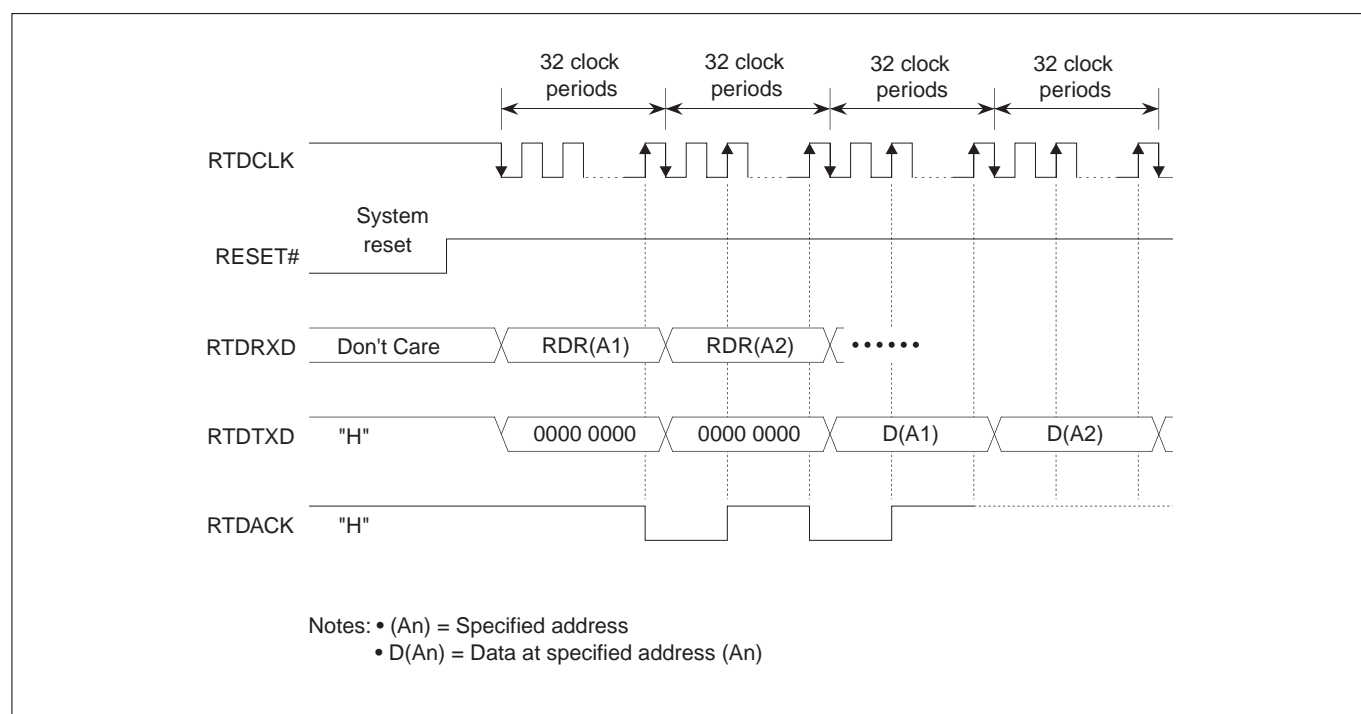 32 clock
periods
32 clock
periods
32 clock
periods
32 clock
periods
RTDCLK
System
reset
RESET#
RTDRXD
Don't Care
RDR(A1)
RDR(A2)
••••••
RTDTXD
"H"
0000 0000
0000 0000
D(A1)
D(A2)
RTDACK
"H"
Notes: • (An) = Specified address
• D(An) = Data at specified address (An)